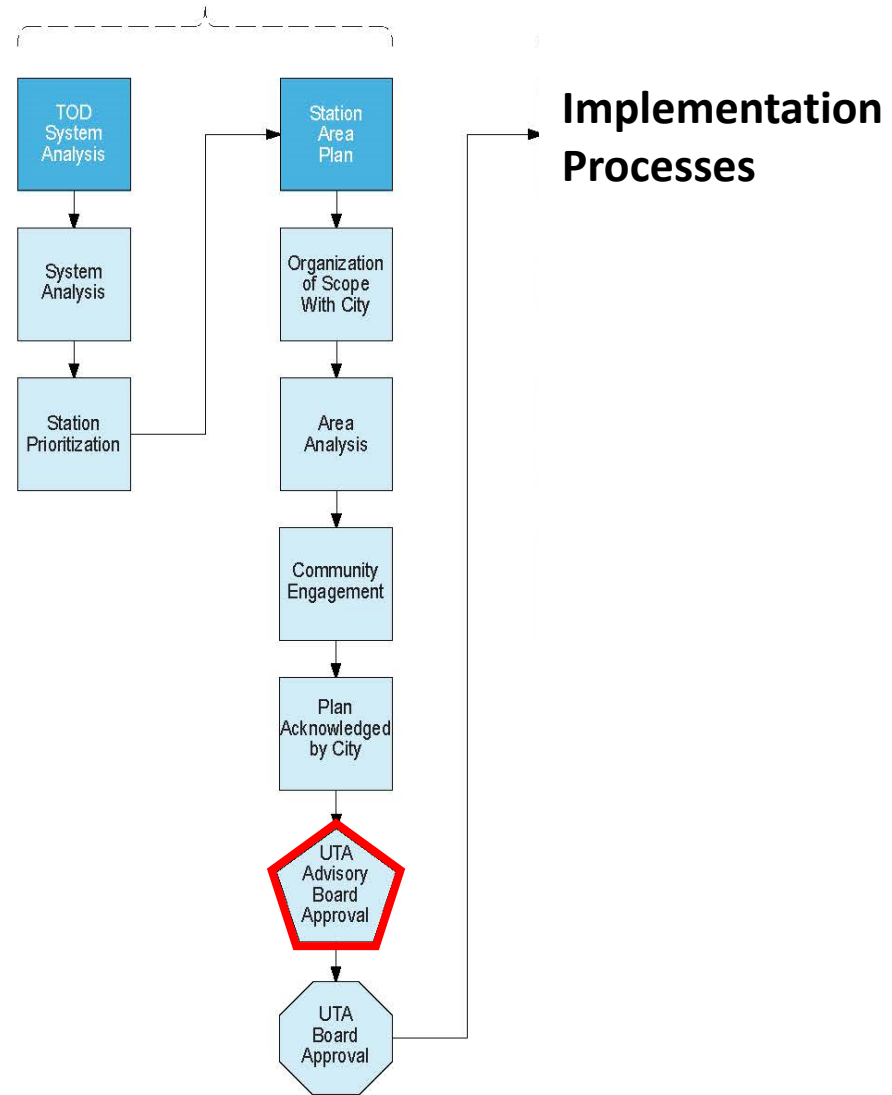 TOD
System
Analysis
System
Analysis
Station
Prioritization
Station
Area
Plan
Organization
of Scope
With City
Area
Analysis
Community
Engagement
Plan
Acknowledged
by City
UTA
Advisory
Board
Approval
UTA
Board
Approval
Implementation
Processes